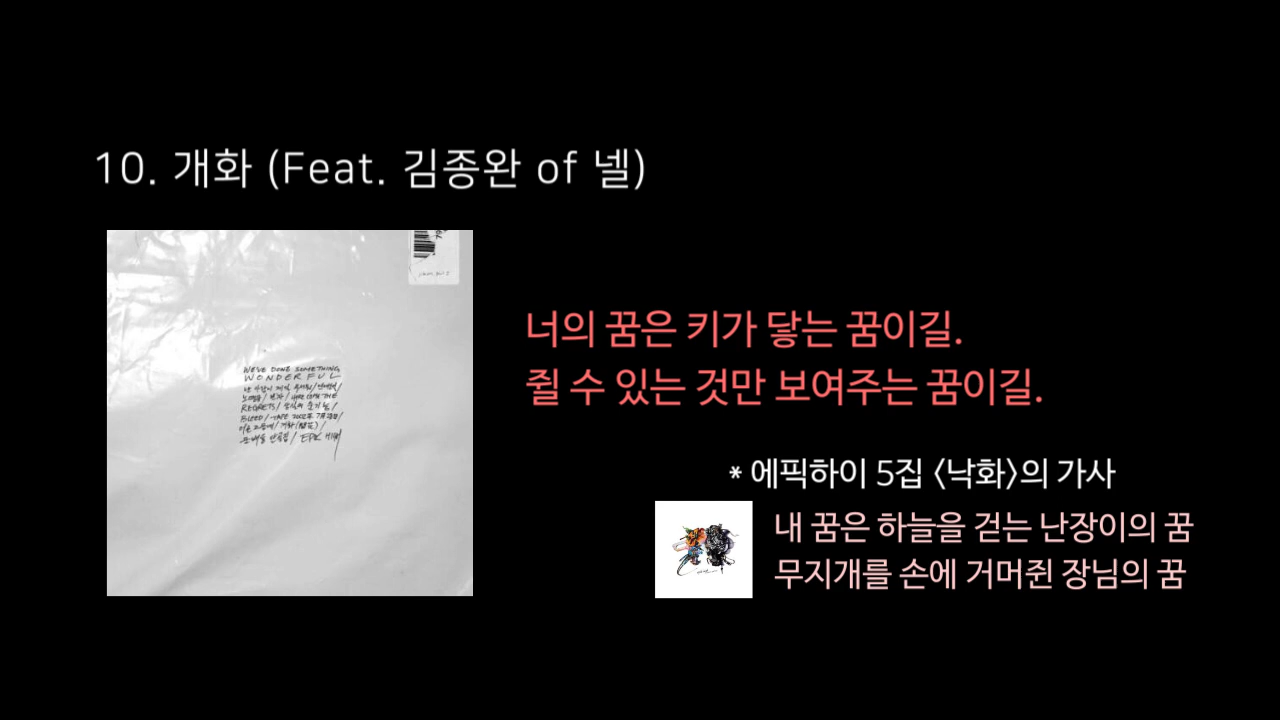 10. 개화 (Feat. 김종완 of 넬)
WE'VE DONE SOMETHING
WONDERFUL
REGRETS /
BLEED /
너의 꿈은 키가 닿는 꿈이길.
쥘 수 있는 것만 보여주는 꿈이길.
* 에픽하이 5집 〈낙화〉의 가사
내 꿈은 하늘을 걷는 난장이의 꿈
무지개를 손에 거머쥔 장님의 꿈